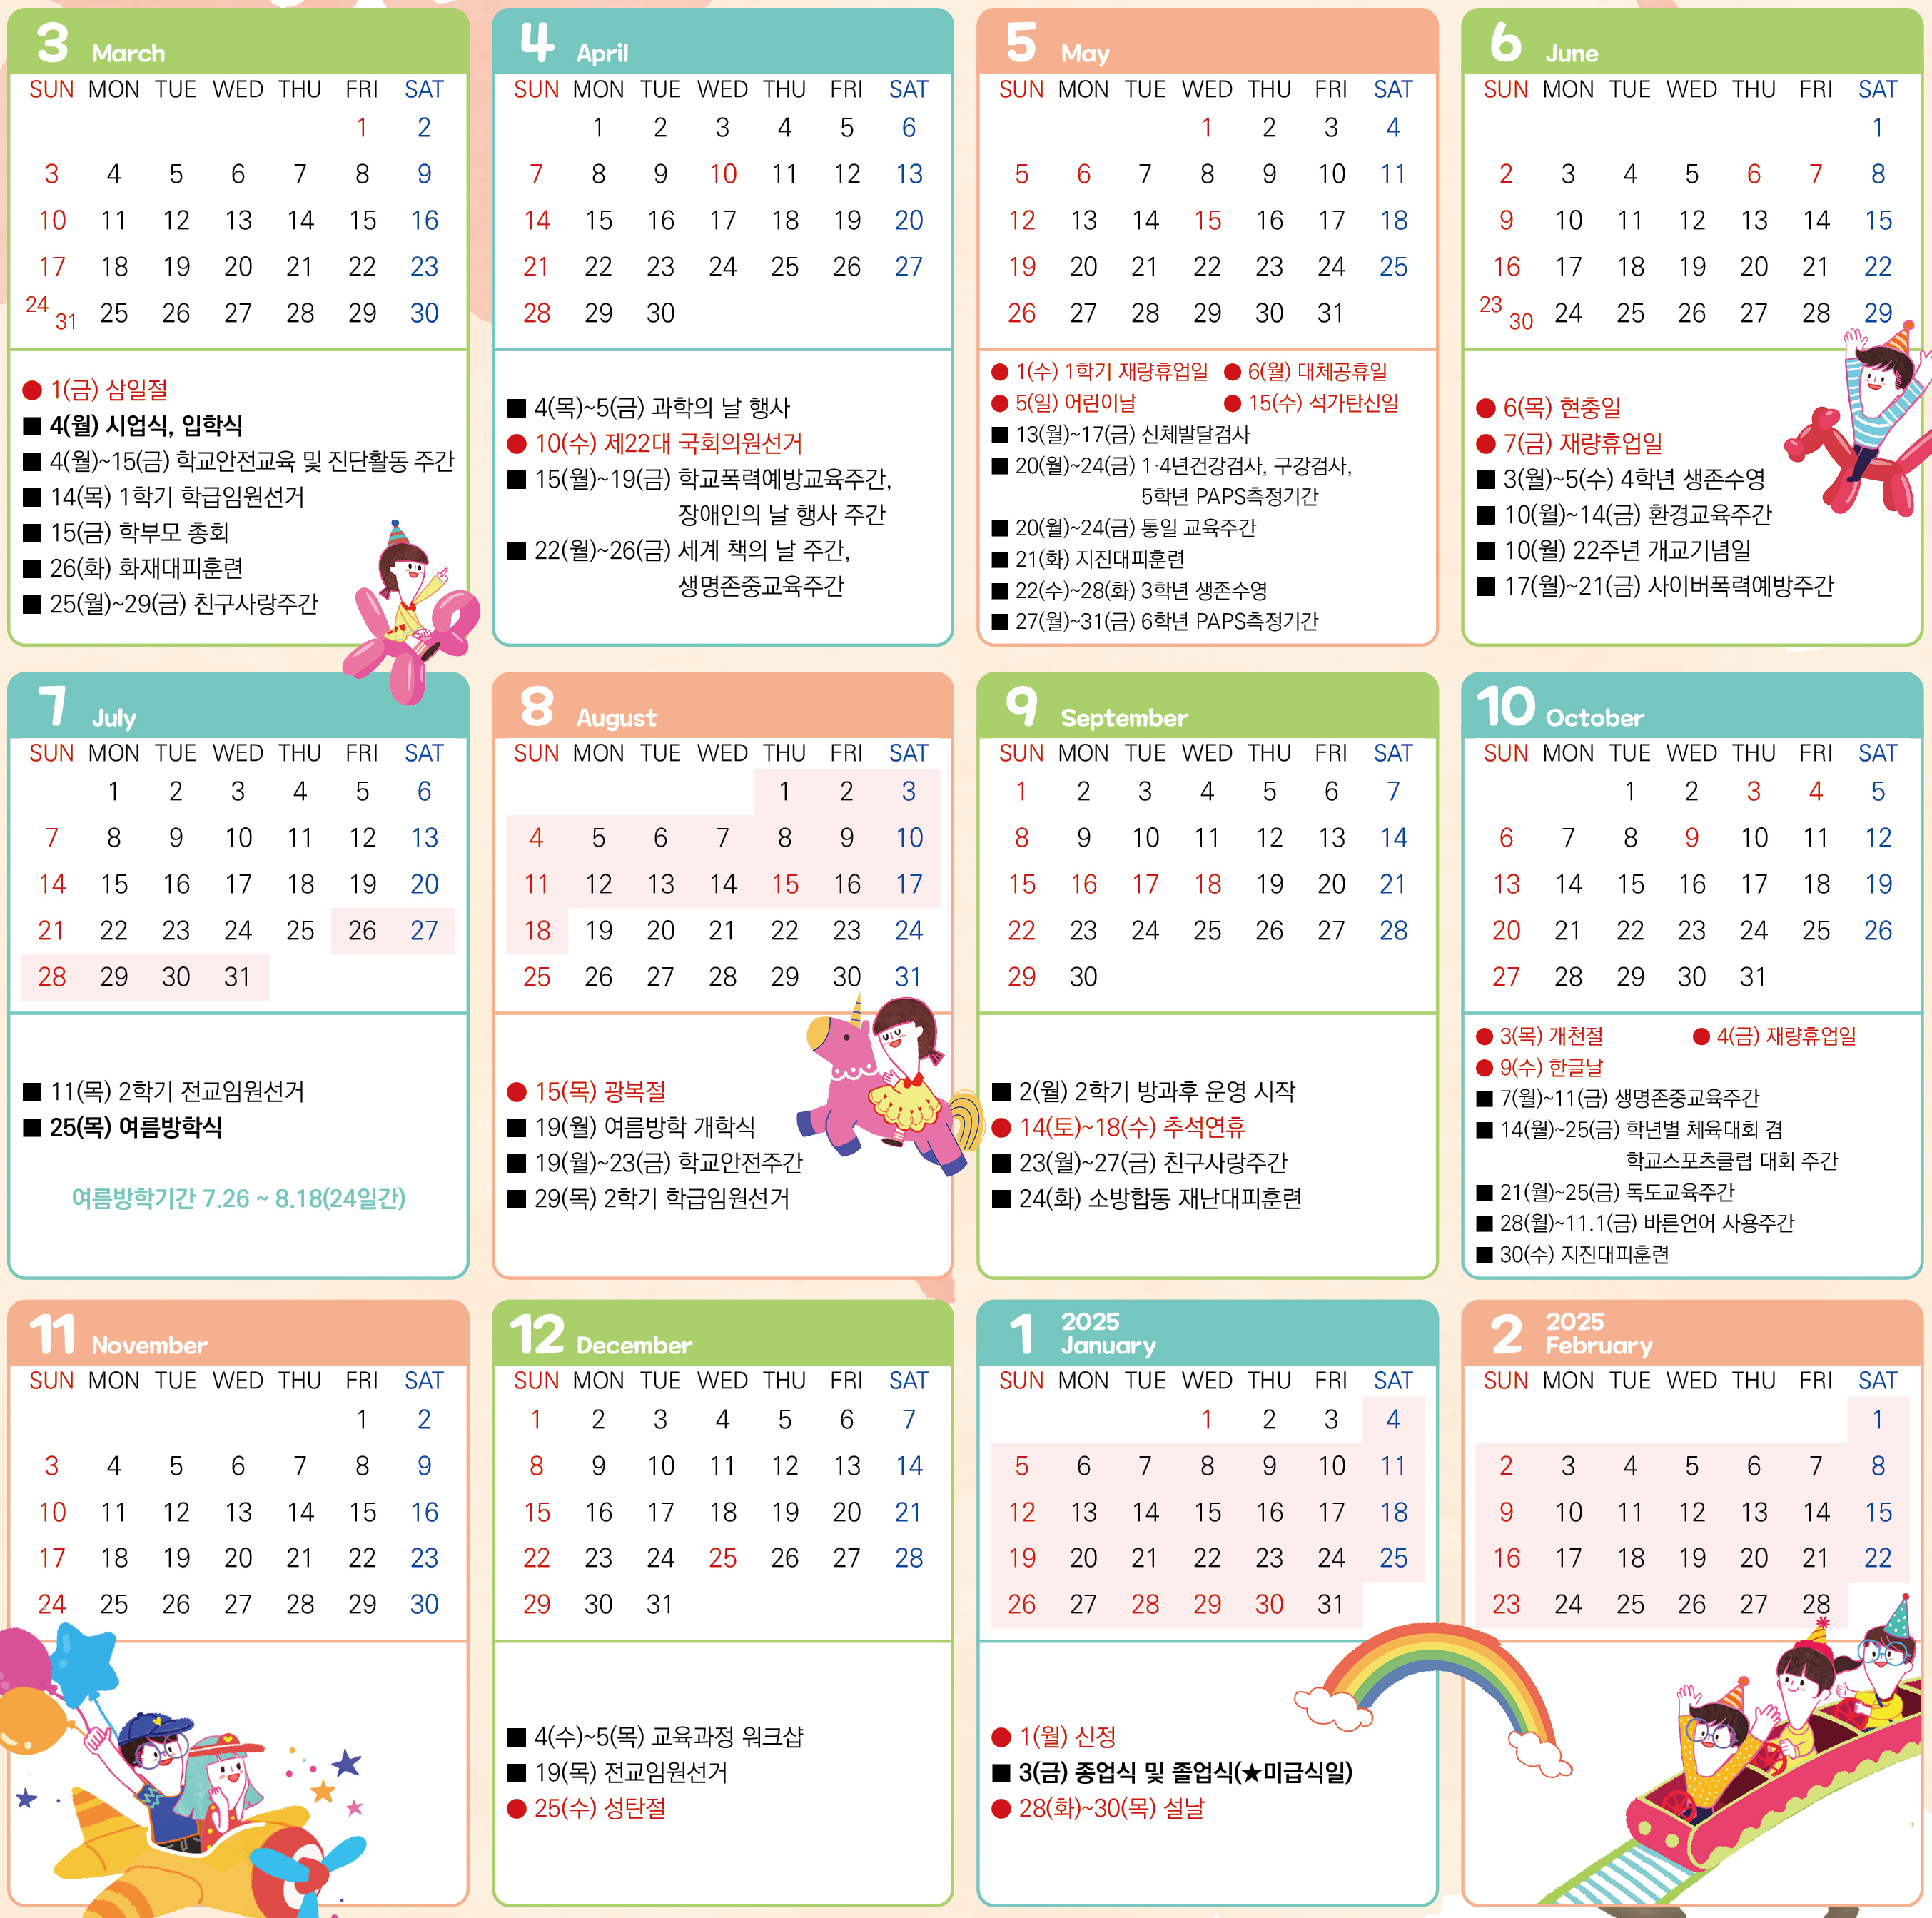 3 March
SUN MON TUE WED THU FRI SAT
1 2
3 4 5 6 7 8 9
10 11 12 13 14 15 16
17 18 19 20 21 22 23
24 31 25 26 27 28 29 30
● 1(금) 삼일절
■ 4(월) 시업식, 입학식
■ 4(월)~15(금) 학교안전교육 및 진단활동 주간
■ 14(목) 1학기 학급임원선거
■ 15(금) 학부모 총회
■ 26(화) 화재대피훈련
■ 25(월)~29(금) 친구사랑주간
4 April
SUN MON TUE WED THU FRI SAT
1 2 3 4 5 6
7 8 9 10 11 12 13
14 15 16 17 18 19 20
21 22 23 24 25 26 27
28 29 30
■ 4(목)~5(금) 과학의 날 행사
● 10(수) 제22대 국회의원선거
■ 15(월)~19(금) 학교폭력예방교육주간,
장애인의 날 행사 주간
■ 22(월)~26(금) 세계 책의 날 주간,
생명존중교육주간
5 May
SUN MON TUE WED THU FRI SAT
1 2 3 4
5 6 7 8 9 10 11
12 13 14 15 16 17 18
19 20 21 22 23 24 25
26 27 28 29 30 31
● 1(수) 1학기 재량휴업일 ● 6(월) 대체공휴일
● 5(일) 어린이날 ● 15(수) 석가탄신일
■ 13(월)~17(금) 신체발달검사
■ 20(월)~24(금) 1·4년건강검사, 구강검사,
5학년 PAPS측정기간
■ 20(월)~24(금) 통일 교육주간
■ 21(화) 지진대피훈련
■ 22(수)~28(화) 3학년 생존수영
■ 27(월)~31(금) 6학년 PAPS측정기간
6 June
SUN MON TUE WED THU FRI SAT
1
2 3 4 5 6 7 8
9 10 11 12 13 14 15
16 17 18 19 20 21 22
23 30 24 25 26 27 28 29
● 6(목) 현충일
● 7(금) 재량휴업일
■ 3(월)~5(수) 4학년 생존수영
■ 10(월)~14(금) 환경교육주간
■ 10(월) 22주년 개교기념일
■ 17(월)~21(금) 사이버폭력예방주간
7 July
SUN MON TUE WED THU FRI SAT
1 2 3 4 5 6
7 8 9 10 11 12 13
14 15 16 17 18 19 20
21 22 23 24 25 26 27
28 29 30 31
■ 11(목) 2학기 전교임원선거
■ 25(목) 여름방학식
여름방학기간 7.26 ~ 8.18(24일간)
8 August
SUN MON TUE WED THU FRI SAT
1 2 3
4 5 6 7 8 9 10
11 12 13 14 15 16 17
18 19 20 21 22 23 24
25 26 27 28 29 30 31
● 15(목) 광복절
■ 19(월) 여름방학 개학식
■ 19(월)~23(금) 학교안전주간
■ 29(목) 2학기 학급임원선거
9 September
SUN MON TUE WED THU FRI SAT
1 2 3 4 5 6 7
8 9 10 11 12 13 14
15 16 17 18 19 20 21
22 23 24 25 26 27 28
29 30
■ 2(월) 2학기 방과후 운영 시작
● 14(토)~18(수) 추석연휴
■ 23(월)~27(금) 친구사랑주간
■ 24(화) 소방합동 재난대피훈련
10 October
SUN MON TUE WED THU FRI SAT
1 2 3 4 5
6 7 8 9 10 11 12
13 14 15 16 17 18 19
20 21 22 23 24 25 26
27 28 29 30 31
● 3(목) 개천절 ● 4(금) 재량휴업일
● 9(수) 한글날
■ 7(월)~11(금) 생명존중교육주간
■ 14(월)~25(금) 학년별 체육대회 겸
학교스포츠클럽 대회 주간
■ 21(월)~25(금) 독도교육주간
■ 28(월)~11.1(금) 바른언어 사용주간
■ 30(수) 지진대피훈련
11 November
SUN MON TUE WED THU FRI SAT
1 2
3 4 5 6 7 8 9
10 11 12 13 14 15 16
17 18 19 20 21 22 23
24 25 26 27 28 29 30
12 December
SUN MON TUE WED THU FRI SAT
1 2 3 4 5 6 7
8 9 10 11 12 13 14
15 16 17 18 19 20 21
22 23 24 25 26 27 28
29 30 31
■ 4(수)~5(목) 교육과정 워크샵
■ 19(목) 전교임원선거
● 25(수) 성탄절
1 2025
January
SUN MON TUE WED THU FRI SAT
1 2 3 4
5 6 7 8 9 10 11
12 13 14 15 16 17 18
19 20 21 22 23 24 25
26 27 28 29 30 31
● 1(월) 신정
■ 3(금) 종업식 및 졸업식(★미급식일)
● 28(화)~30(목) 설날
2 2025
February
SUN MON TUE WED THU FRI SAT
1
2 3 4 5 6 7 8
9 10 11 12 13 14 15
16 17 18 19 20 21 22
23 24 25 26 27 28